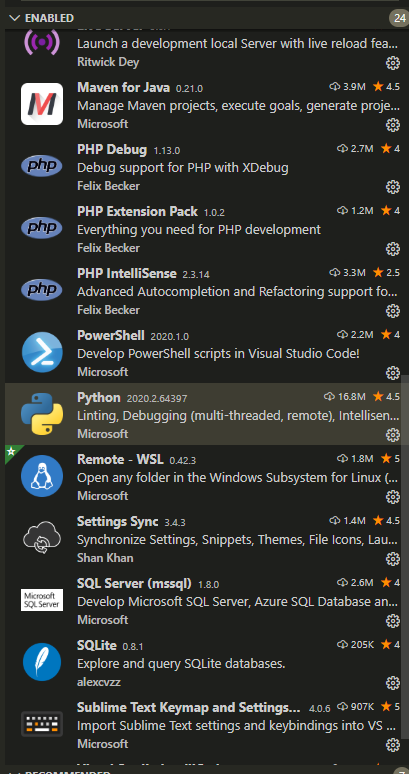 ENABLED 24
Launch a development local Server with live reload fea...
Ritwick Dey
Maven for Java 0.21.0 3.9M 4.5
Manage Maven projects, execute goals, generate proje...
Microsoft
php PHP Debug 1.13.0 2.7M 4
Debug support for PHP with XDebug
Felix Becker
php PHP Extension Pack 1.0.2 1.2M 4
Everything you need for PHP development
Felix Becker
php PHP IntelliSense 2.3.14 3.3M 2.5
Advanced Autocompletion and Refactoring support fo...
Felix Becker
PowerShell 2020.1.0 2.2M 4
Develop PowerShell scripts in Visual Studio Code!
Microsoft
Python 2020.2.64397 16.8M 4.5
Linting, Debugging (multi-threaded, remote), Intellisen...
Microsoft
Remote - WSL 0.42.3 1.8M 5
Open any folder in the Windows Subsystem for Linux (...
Microsoft
Settings Sync 3.4.3 1.4M 4.5
Synchronize Settings, Snippets, Themes, File Icons, Lau...
Shan Khan
Microsoft SQL Server
SQL Server (mssql) 1.8.0 2.6M 4
Develop Microsoft SQL Server, Azure SQL Database an...
Microsoft
SQLite 0.8.1 205K 4
Explore and query SQLite databases.
alexcvzz
Sublime Text Keymap and Settings... 4.0.6 907K 5
Import Sublime Text settings and keybindings into VS ...
Microsoft